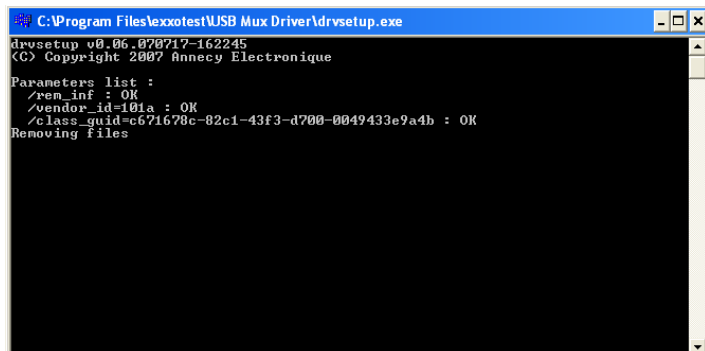 C:\Program Files\exxotest\USB Mux Driver\drvsetup.exe
drvsetup v0.06.070717-162245
(C) Copyright 2007 Annecy Electronique
Parameters list :
/rem_inf : OK
/vendor_id=101a : OK
/class_guid=c671678c-82c1-43f3-d700-0049433e9a4b : OK
Removing files